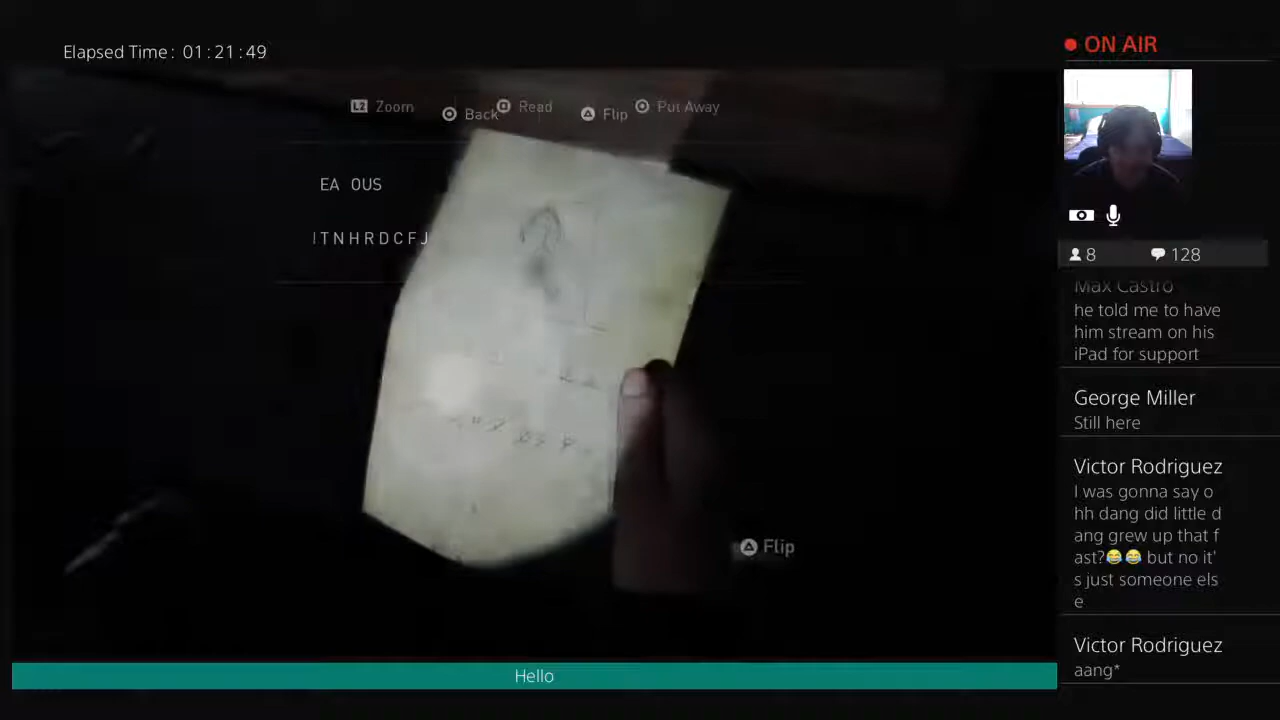 Elapsed Time: 01:21:49
ON AIR
L2 Zoom
Back
Read
Flip
Put Away
EA OUS
TNHRDCFJ
8
128
Max Castro
he told me to have
him stream on his
iPad for support
George Miller
Still here
Victor Rodriguez
I was gonna say o
hh dang did little d
ang grew up that f
ast?😂😂 but no it'
s just someone els
e
Flip
Victor Rodriguez
aang*
Hello